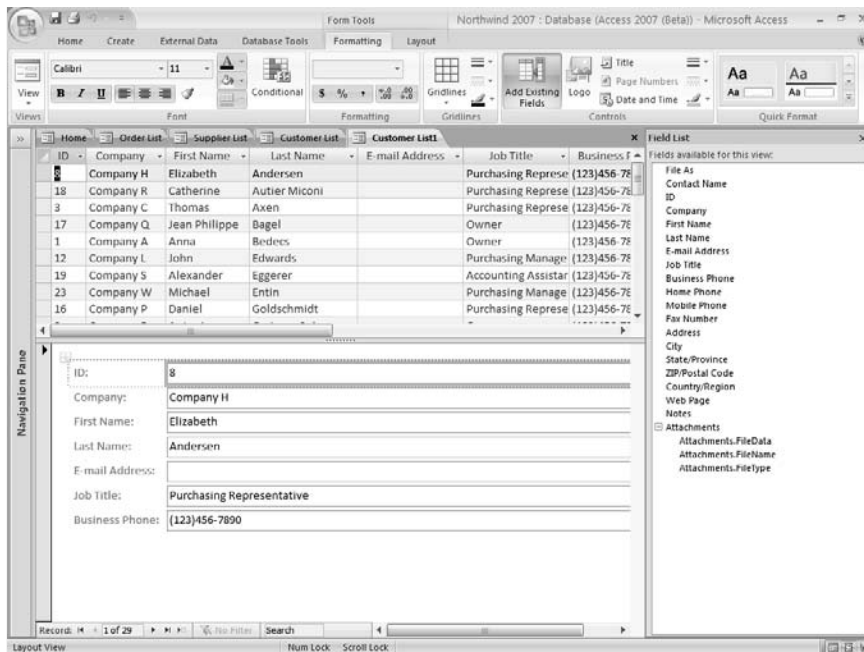 Form Tools
Northwind 2007 : Database (Access 2007 (Beta)) - Microsoft Access
Home Create External Data Database Tools Formatting Layout
View
Views
Calibri 11
B I U
Conditional
Font
$ % ,
Formatting
Gridlines
Gridlines
Add Existing Fields
Logo
Title
Page Numbers
Date and Time
Controls
Aa Aa
Aa Aa
Quick Format
Home Order List Supplier List Customer List Customer List1
ID Company First Name Last Name E-mail Address Job Title Business
8 Company H Elizabeth Andersen Purchasing Represe (123)456-78
18 Company R Catherine Autier Miconi Purchasing Represe (123)456-78
3 Company C Thomas Axen Purchasing Represe (123)456-78
17 Company Q Jean Philippe Bagel Owner (123)456-78
1 Company A Anna Bedecs Owner (123)456-78
12 Company L John Edwards Purchasing Manage (123)456-78
19 Company S Alexander Eggerer Accounting Assistar (123)456-78
23 Company W Michael Entin Purchasing Manage (123)456-78
16 Company P Daniel Goldschmidt Purchasing Represe (123)456-78
Navigation Pane
ID: 8
Company: Company H
First Name: Elizabeth
Last Name: Andersen
E-mail Address:
Job Title: Purchasing Representative
Business Phone: (123)456-7890
Record: 1 of 29 No Filter Search
Field List
Fields available for this view:
File As
Contact Name
ID
Company
First Name
Last Name
E-mail Address
Job Title
Business Phone
Home Phone
Mobile Phone
Fax Number
Address
City
State/Province
ZIP/Postal Code
Country/Region
Web Page
Notes
Attachments
Attachments.FileData
Attachments.FileName
Attachments.FileType
Layout View Num Lock Scroll Lock